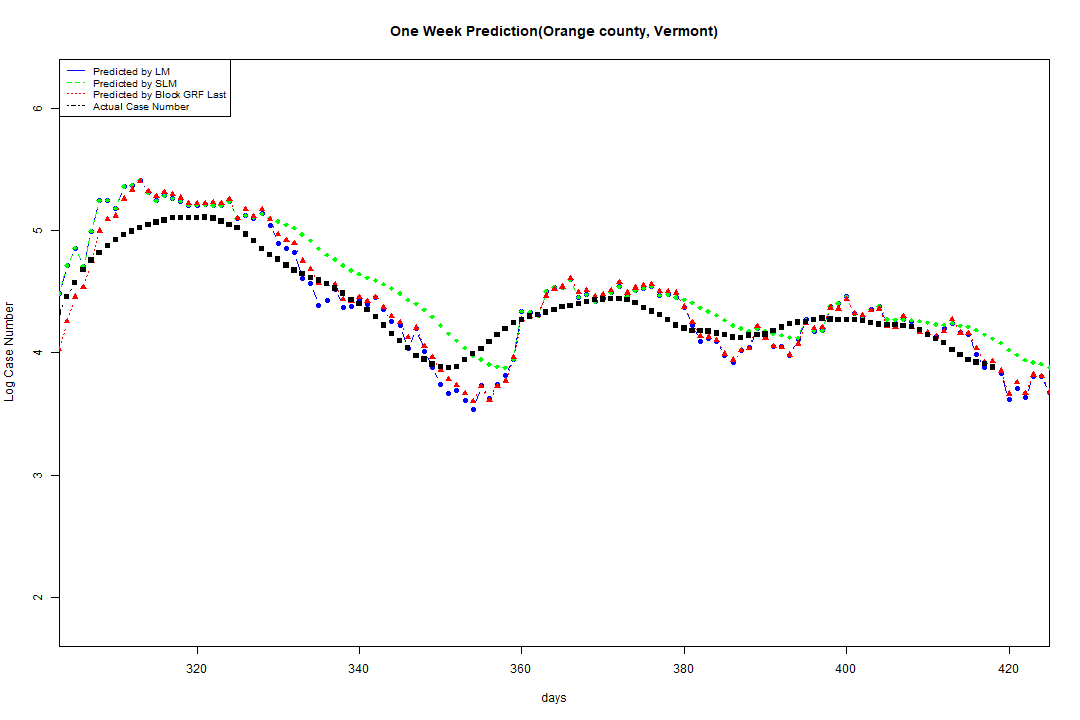 One Week Prediction(Orange county, Vermont)
Predicted by LM
Predicted by SLM
Predicted by Block GRF Last
Actual Case Number
6
5
4
3
2
Log Case Number
320 340 360 380 400 420
days